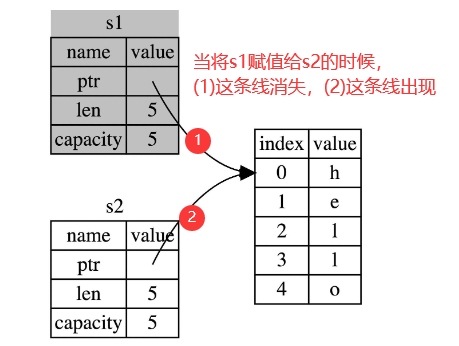 s1
name value
ptr
len 5
capacity 5
当将s1赋值给s2的时候，
(1)这条线消失，(2)这条线出现
1
index value
0 h
1 e
2 l
3 l
4 o
s2
2
name value
ptr
len 5
capacity 5